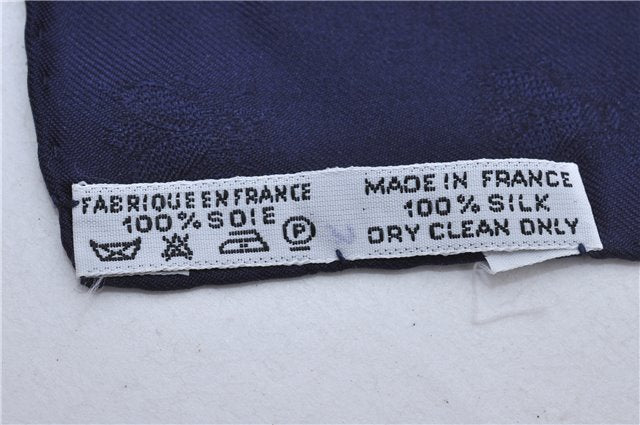 FABRIQUE EN FRANCE
100% SOIE
P
MADE IN FRANCE
100% SILK
DRY CLEAN ONLY